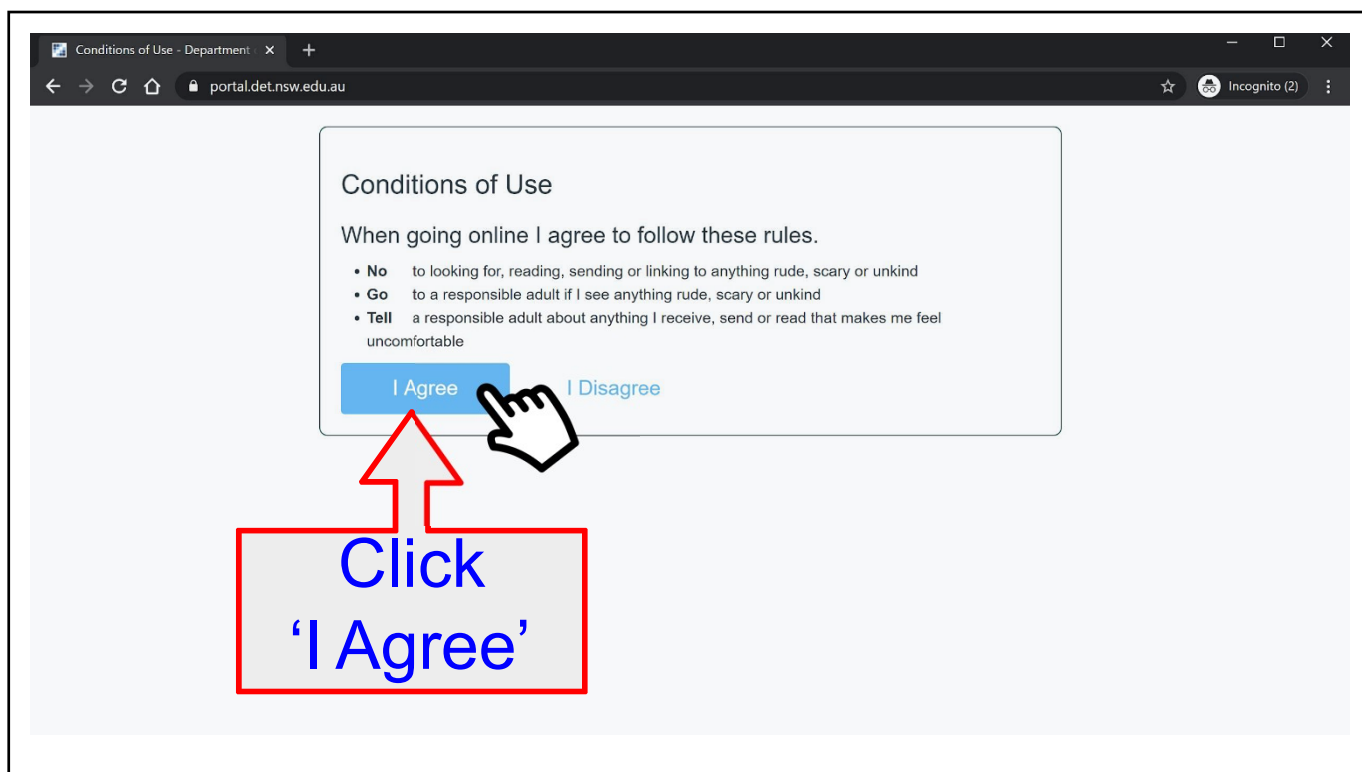 Conditions of Use - Department
portal.det.nsw.edu.au
Incognito (2)
Conditions of Use
When going online I agree to follow these rules.
• No to looking for, reading, sending or linking to anything rude, scary or unkind
• Go to a responsible adult if I see anything rude, scary or unkind
• Tell a responsible adult about anything I receive, send or read that makes me feel
uncomfortable
I Agree I Disagree
Click
‘I Agree’